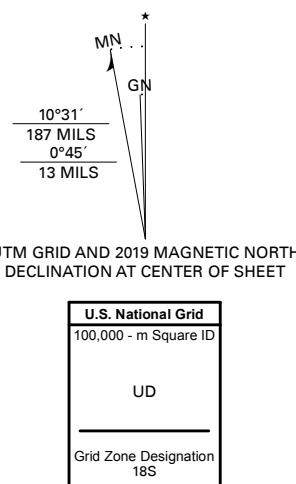 ★
MN
GN
10°31´
187 MILS
0°45´
13 MILS
UTM GRID AND 2019 MAGNETIC NORTH
DECLINATION AT CENTER OF SHEET
U.S. National Grid
100,000 - m Square ID
UD
Grid Zone Designation
18S